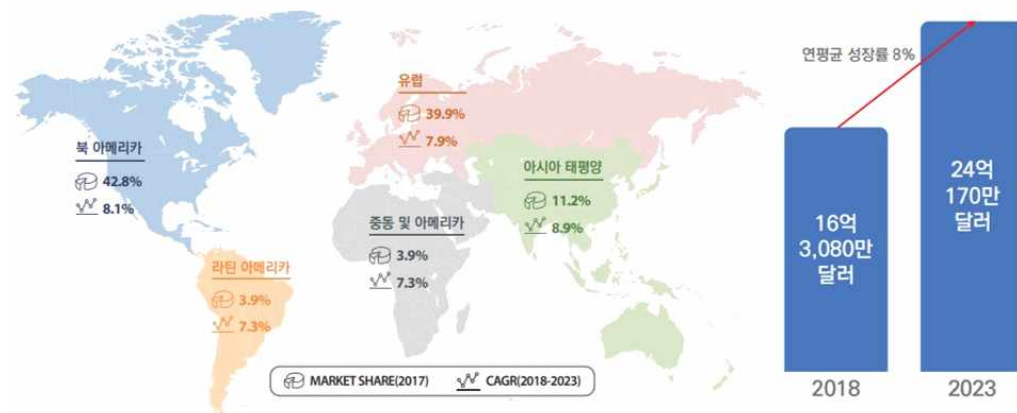 북 아메리카
42.8%
8.1%
유럽
39.9%
7.9%
아시아 태평양
11.2%
8.9%
중동 및 아메리카
3.9%
7.3%
라틴 아메리카
3.9%
7.3%
MARKET SHARE(2017) CAGR(2018-2023)
연평균 성장률 8%
16억
3,080만
달러
24억
170만
달러
2018
2023